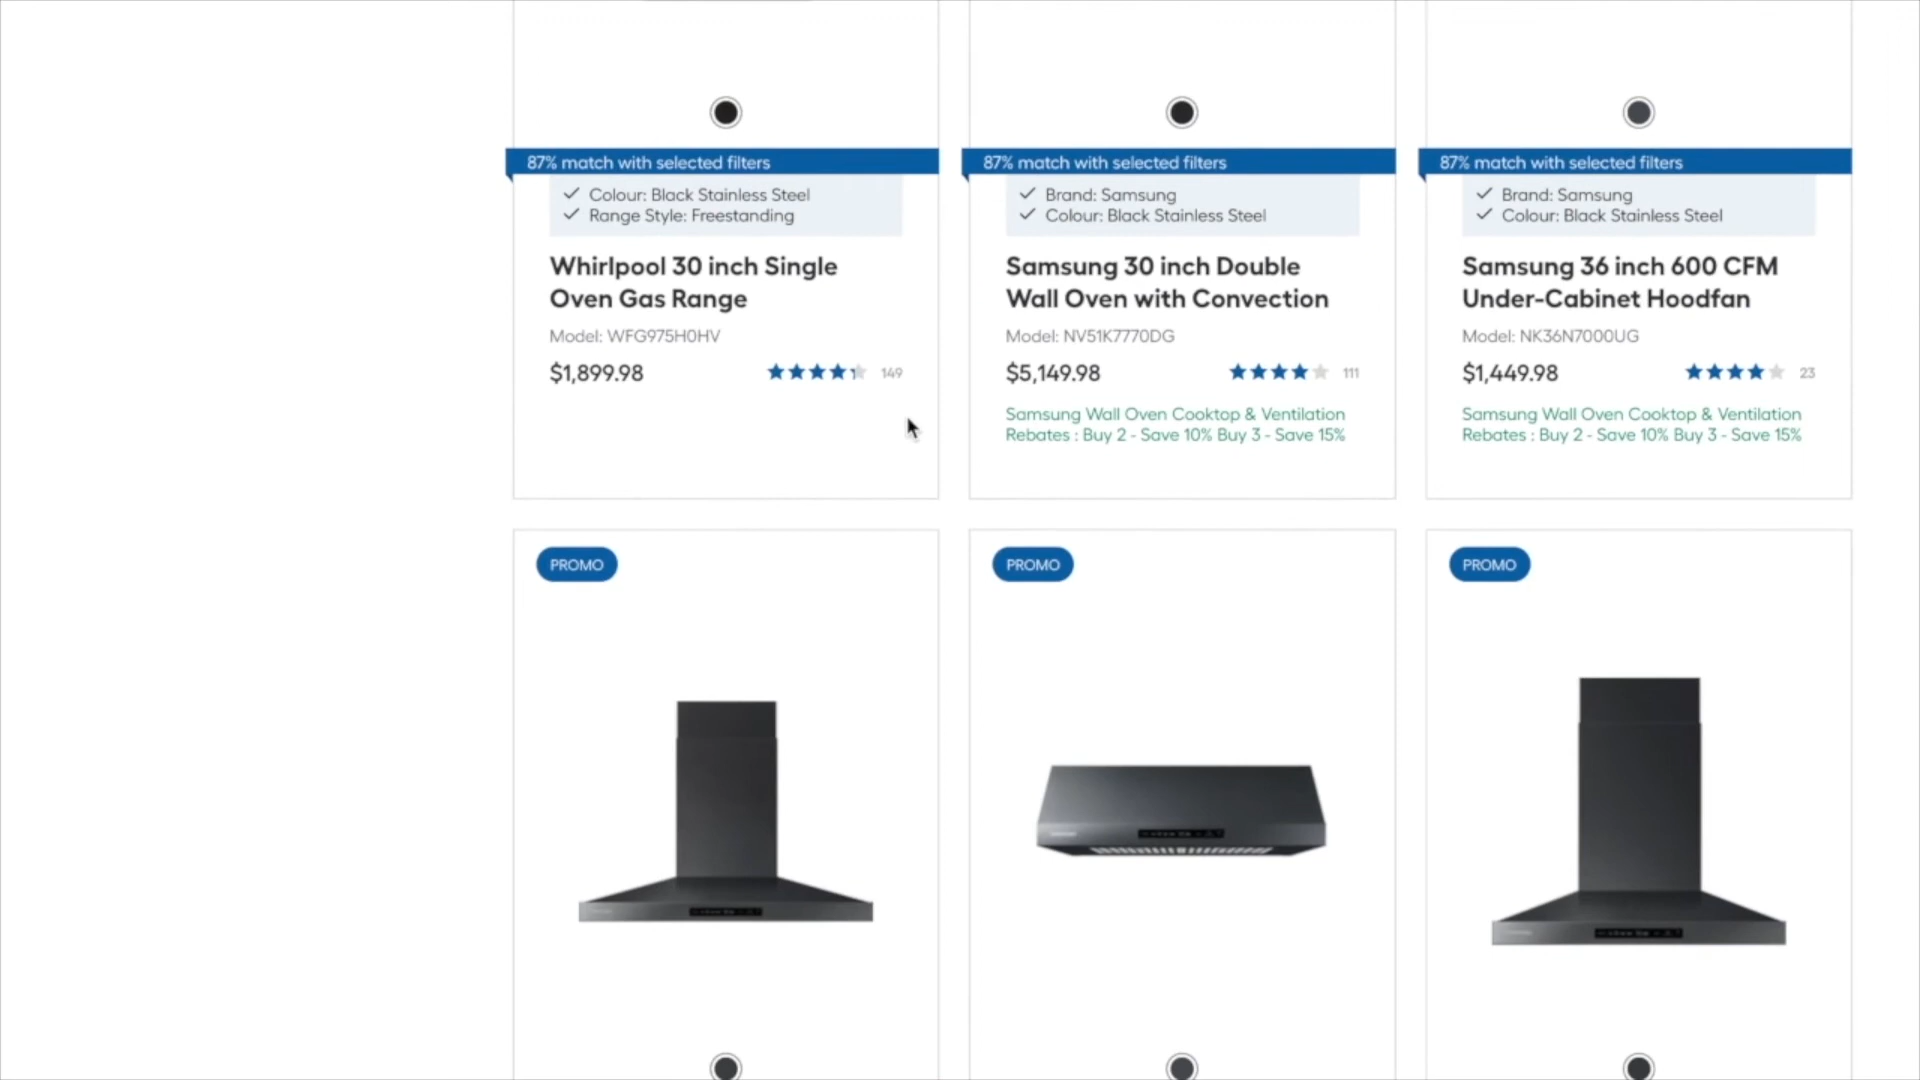 87% match with selected filters
Colour: Black Stainless Steel
Range Style: Freestanding
Whirlpool 30 inch Single
Oven Gas Range
Model: WFG975H0HV
$1,899.98
149
87% match with selected filters
Brand: Samsung
Colour: Black Stainless Steel
Samsung 30 inch Double
Wall Oven with Convection
Model: NV51K7770DG
$5,149.98
111
Samsung Wall Oven Cooktop & Ventilation
Rebates : Buy 2 - Save 10% Buy 3 - Save 15%
87% match with selected filters
Brand: Samsung
Colour: Black Stainless Steel
Samsung 36 inch 600 CFM
Under-Cabinet Hoodfan
Model: NK36N7000UG
$1,449.98
23
Samsung Wall Oven Cooktop & Ventilation
Rebates : Buy 2 - Save 10% Buy 3 - Save 15%
PROMO
PROMO
PROMO